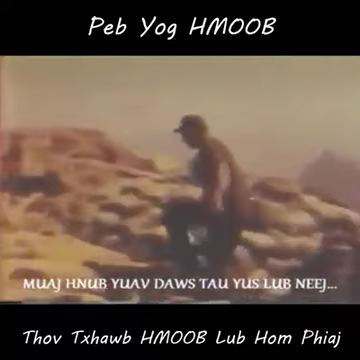 Peb Yog HMOOB
MUAJ HNUB YUAV DAWS TAU YUS LUB NEEJ...
Thov Txhawb HMOOB Lub Hom Phiaj